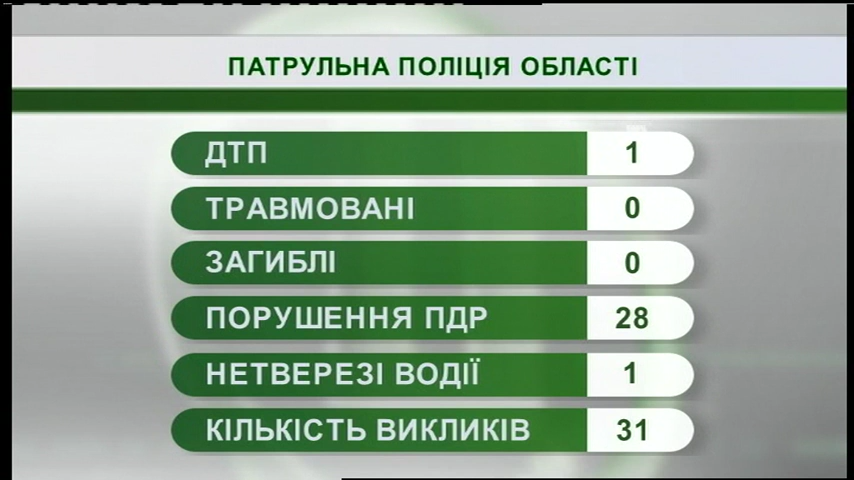 ПАТРУЛЬНА ПОЛІЦІЯ ОБЛАСТІ
ДТП 1
ТРАВМОВАНІ 0
ЗАГИБЛІ 0
ПОРУШЕННЯ ПДР 28
НЕТВЕРЕЗІ ВОДІЇ 1
КІЛЬКІСТЬ ВИКЛИКІВ 31